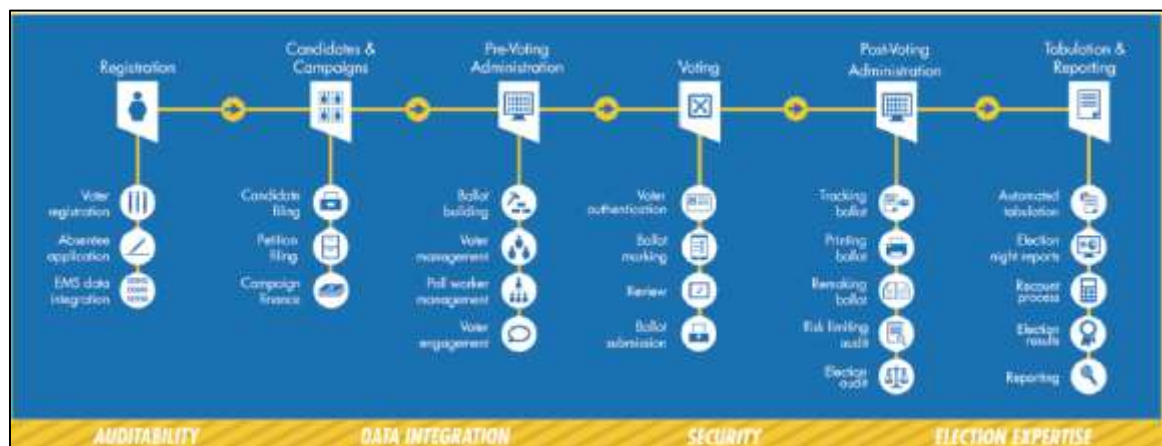 Registration
Candidates &
Campaigns
Pre-Voting
Administration
Voting
Post-Voting
Administration
Tabulation &
Reporting
Voter
registration
Absentee
application
EMS data
integration
Candidate
filing
Petition
filing
Campaign
finance
Ballot
building
Voter
management
Poll worker
management
Voter
engagement
Voter
authentication
Ballot
marking
Review
Ballot
submission
Tracking
ballot
Printing
ballot
Remaking
ballot
Risk limiting
audit
Election
audit
Automated
tabulation
Election
night reports
Recount
process
Election
results
Reporting
AUDITABILITY
DATA INTEGRATION
SECURITY
ELECTION EXPERTISE